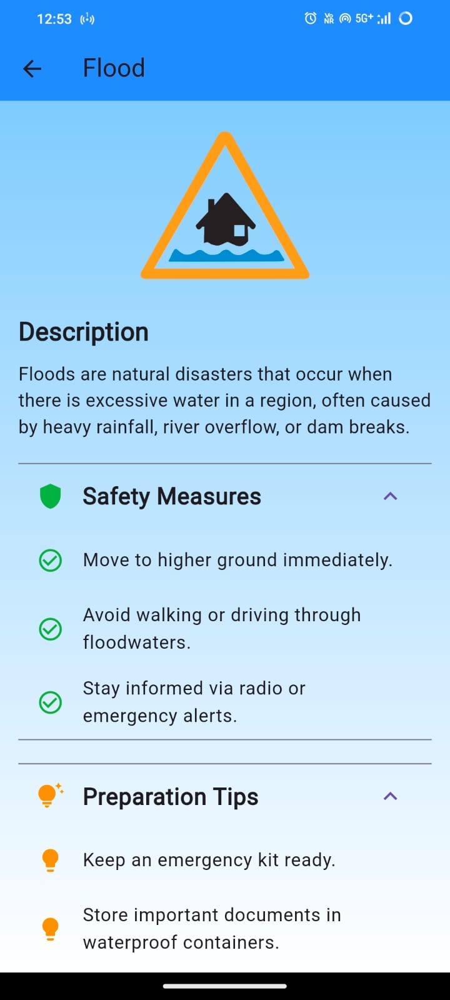 12:53
Vo
NR
5G+
Flood
Description
Floods are natural disasters that occur when
there is excessive water in a region, often caused
by heavy rainfall, river overflow, or dam breaks.
Safety Measures
Move to higher ground immediately.
Avoid walking or driving through
floodwaters.
Stay informed via radio or
emergency alerts.
Preparation Tips
Keep an emergency kit ready.
Store important documents in
waterproof containers.